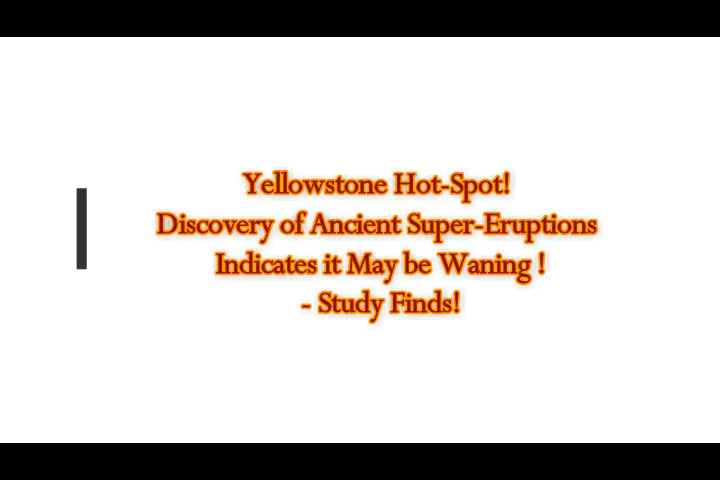 Yellowstone Hot-Spot!
Discovery of Ancient Super-Eruptions
Indicates it May be Waning !
- Study Finds!